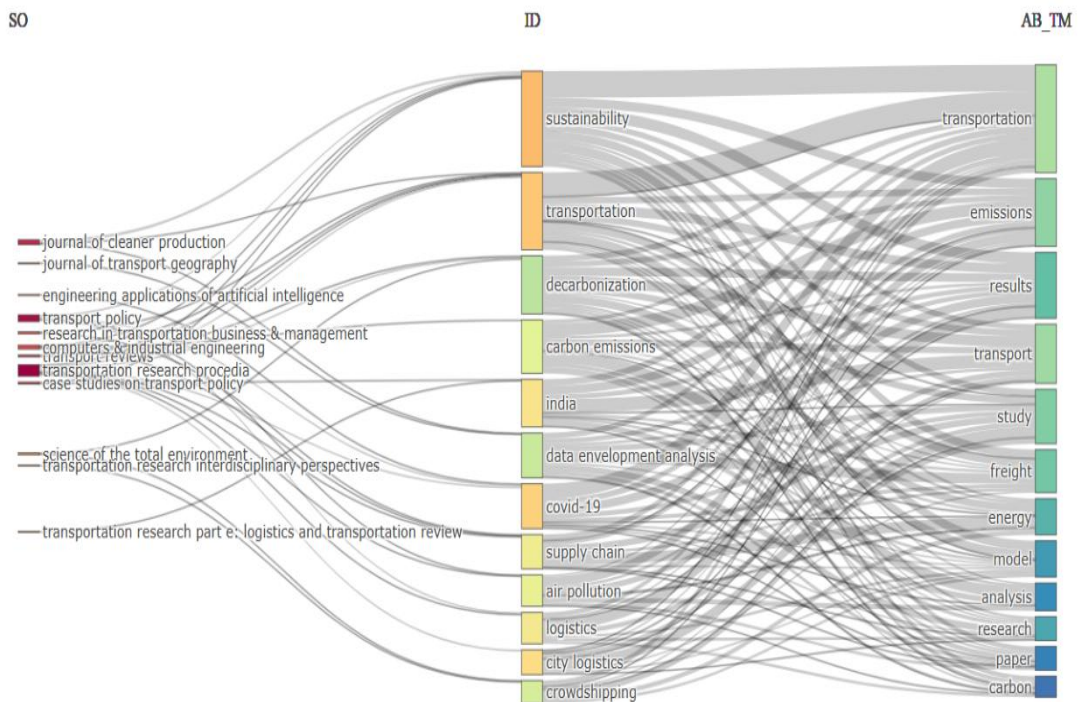 SO
ID
AB_TM
journal of cleaner production
journal of transport geography
engineering applications of artificial intelligence
transport policy
research in transportation business & management
computers & industrial engineering
transport reviews
transportation research procedia
case studies on transport policy
science of the total environment
transportation research interdisciplinary perspectives
transportation research part e: logistics and transportation review
sustainability
transportation
decarbonization
carbon emissions
india
data envelopment analysis
covid-19
supply chain
air pollution
logistics
city logistics
crowdshipping
transportation
emissions
results
transport
study
freight
energy
model
analysis
research
paper
carbon